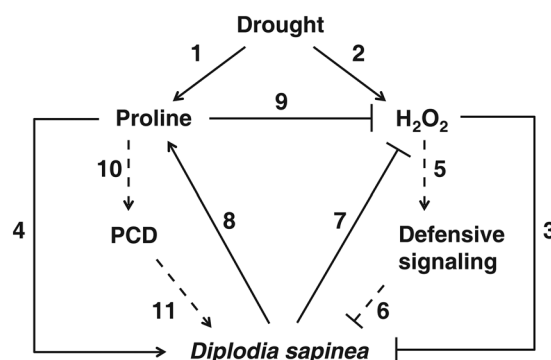 Drought
1
2
Proline
9
H₂O₂
10
5
4
PCD
8
7
Defensive
signaling
3
11
6
Diplodia sapinea